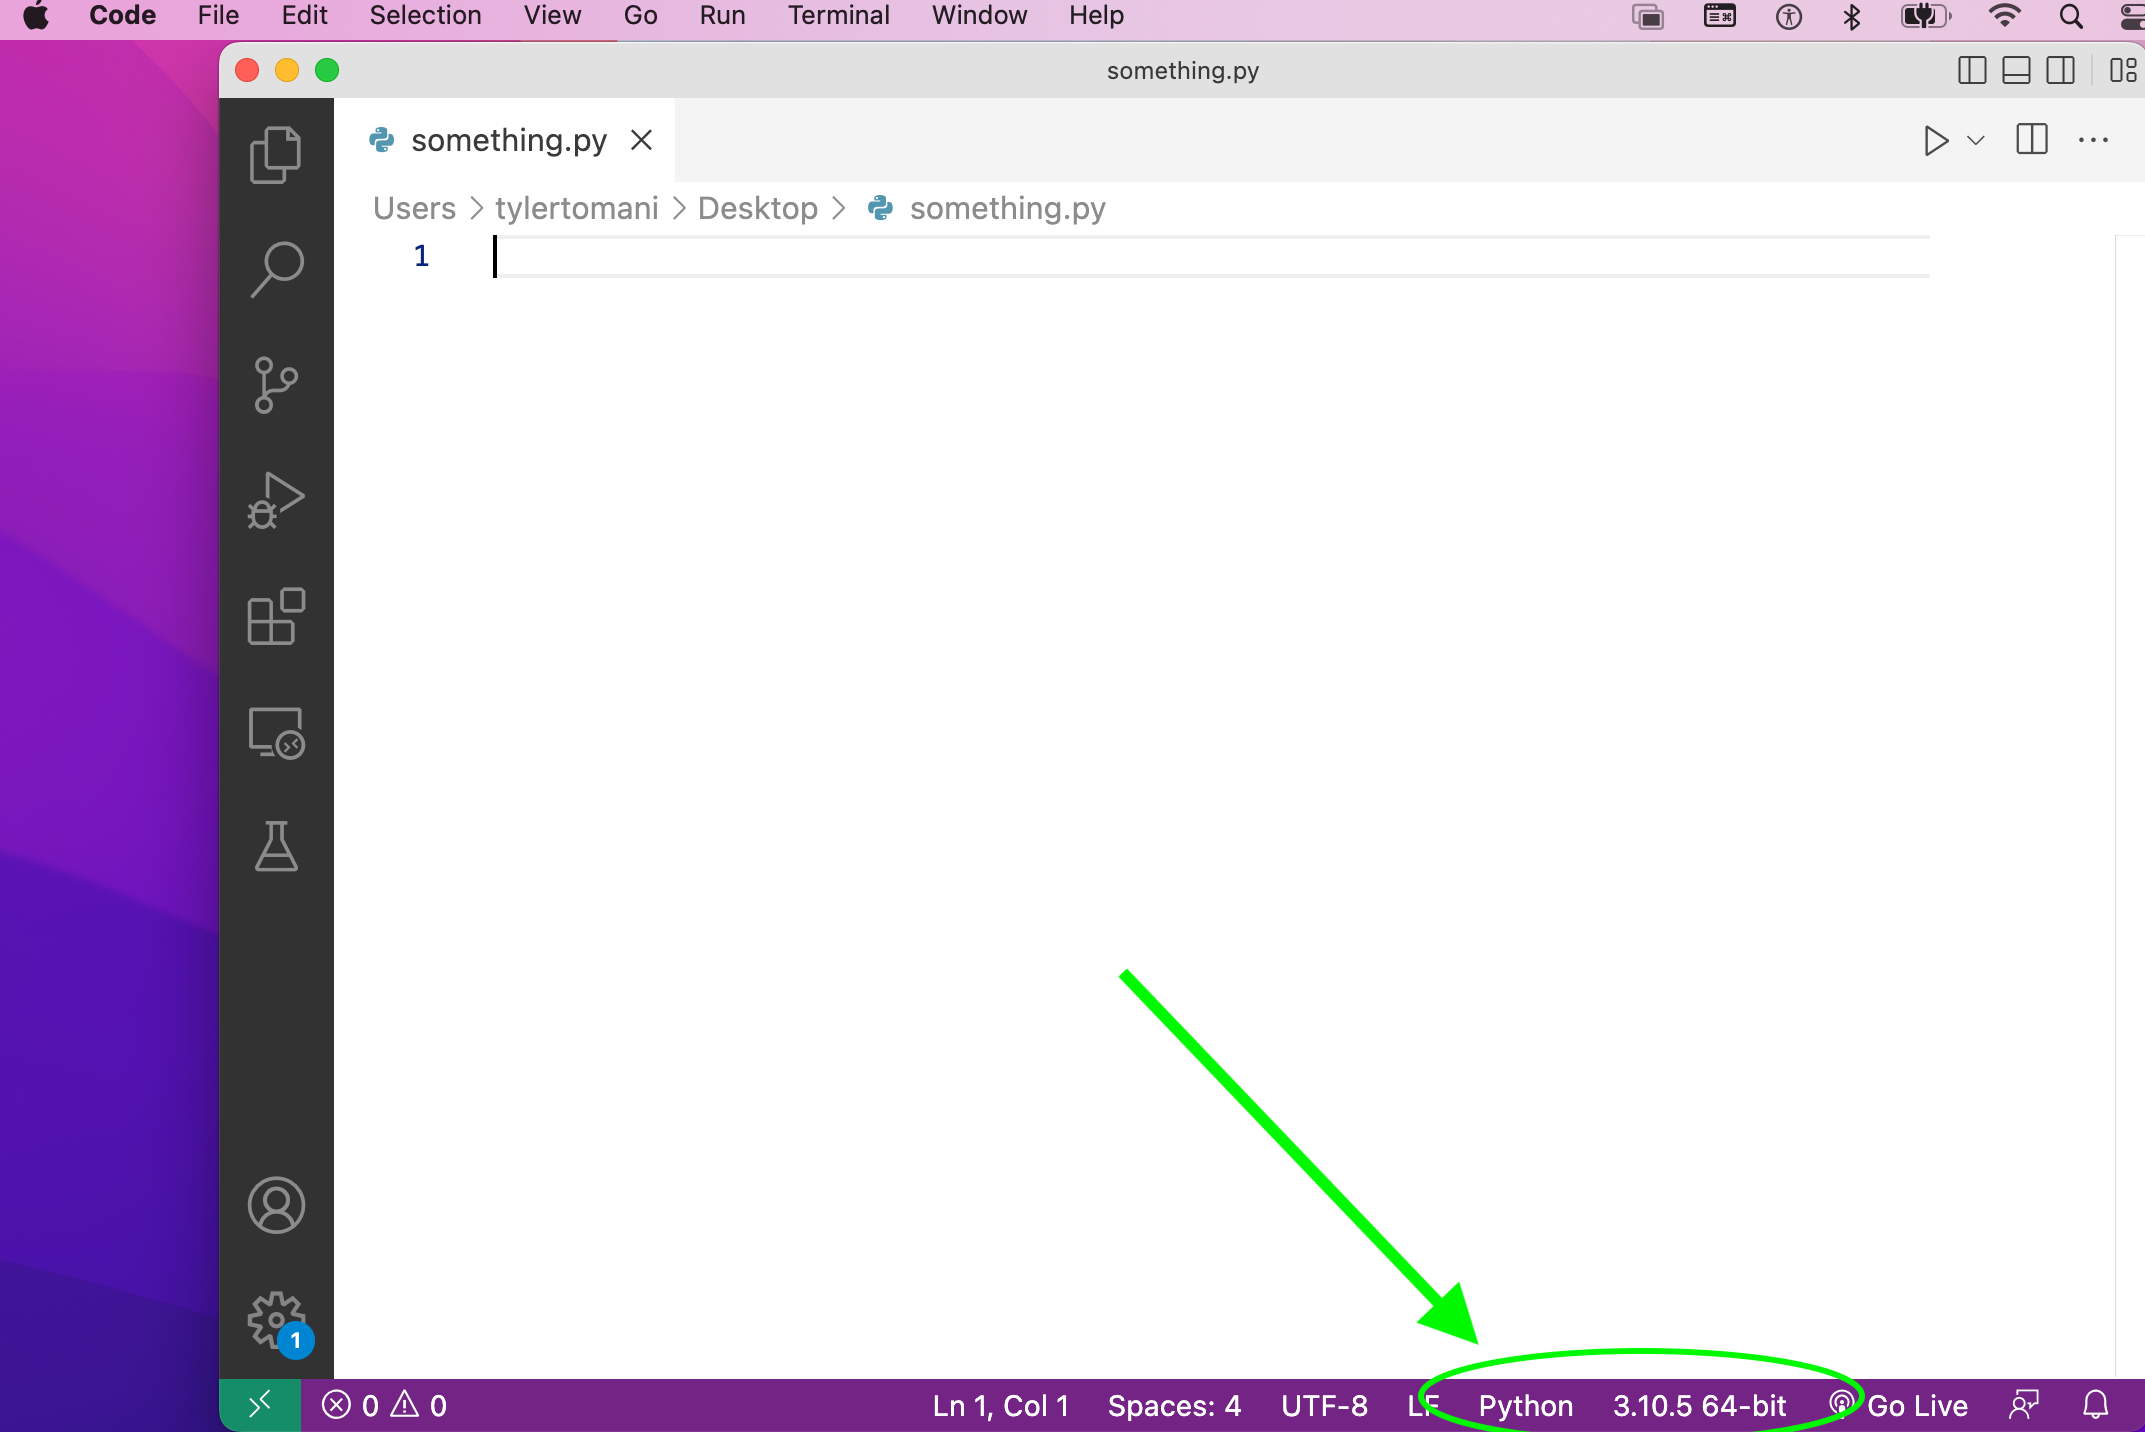 Code File Edit Selection View Go Run Terminal Window Help
something.py
something.py
Users > tylertomani > Desktop > something.py
1
1
0 0 Ln 1, Col 1 Spaces: 4 UTF-8 LF Python 3.10.5 64-bit Go Live